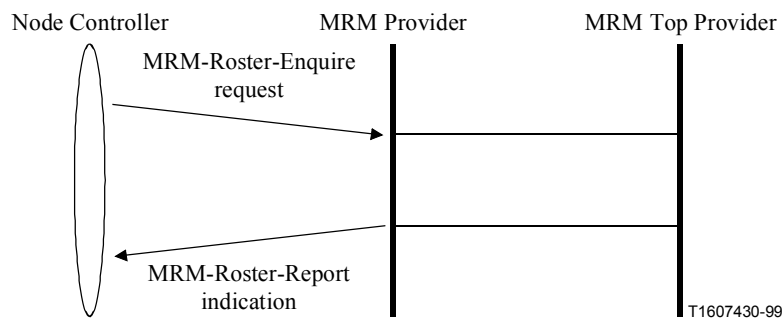 Node Controller
MRM Provider
MRM Top Provider
MRM-Roster-Enquire
request
MRM-Roster-Report
indication
T1607430-99